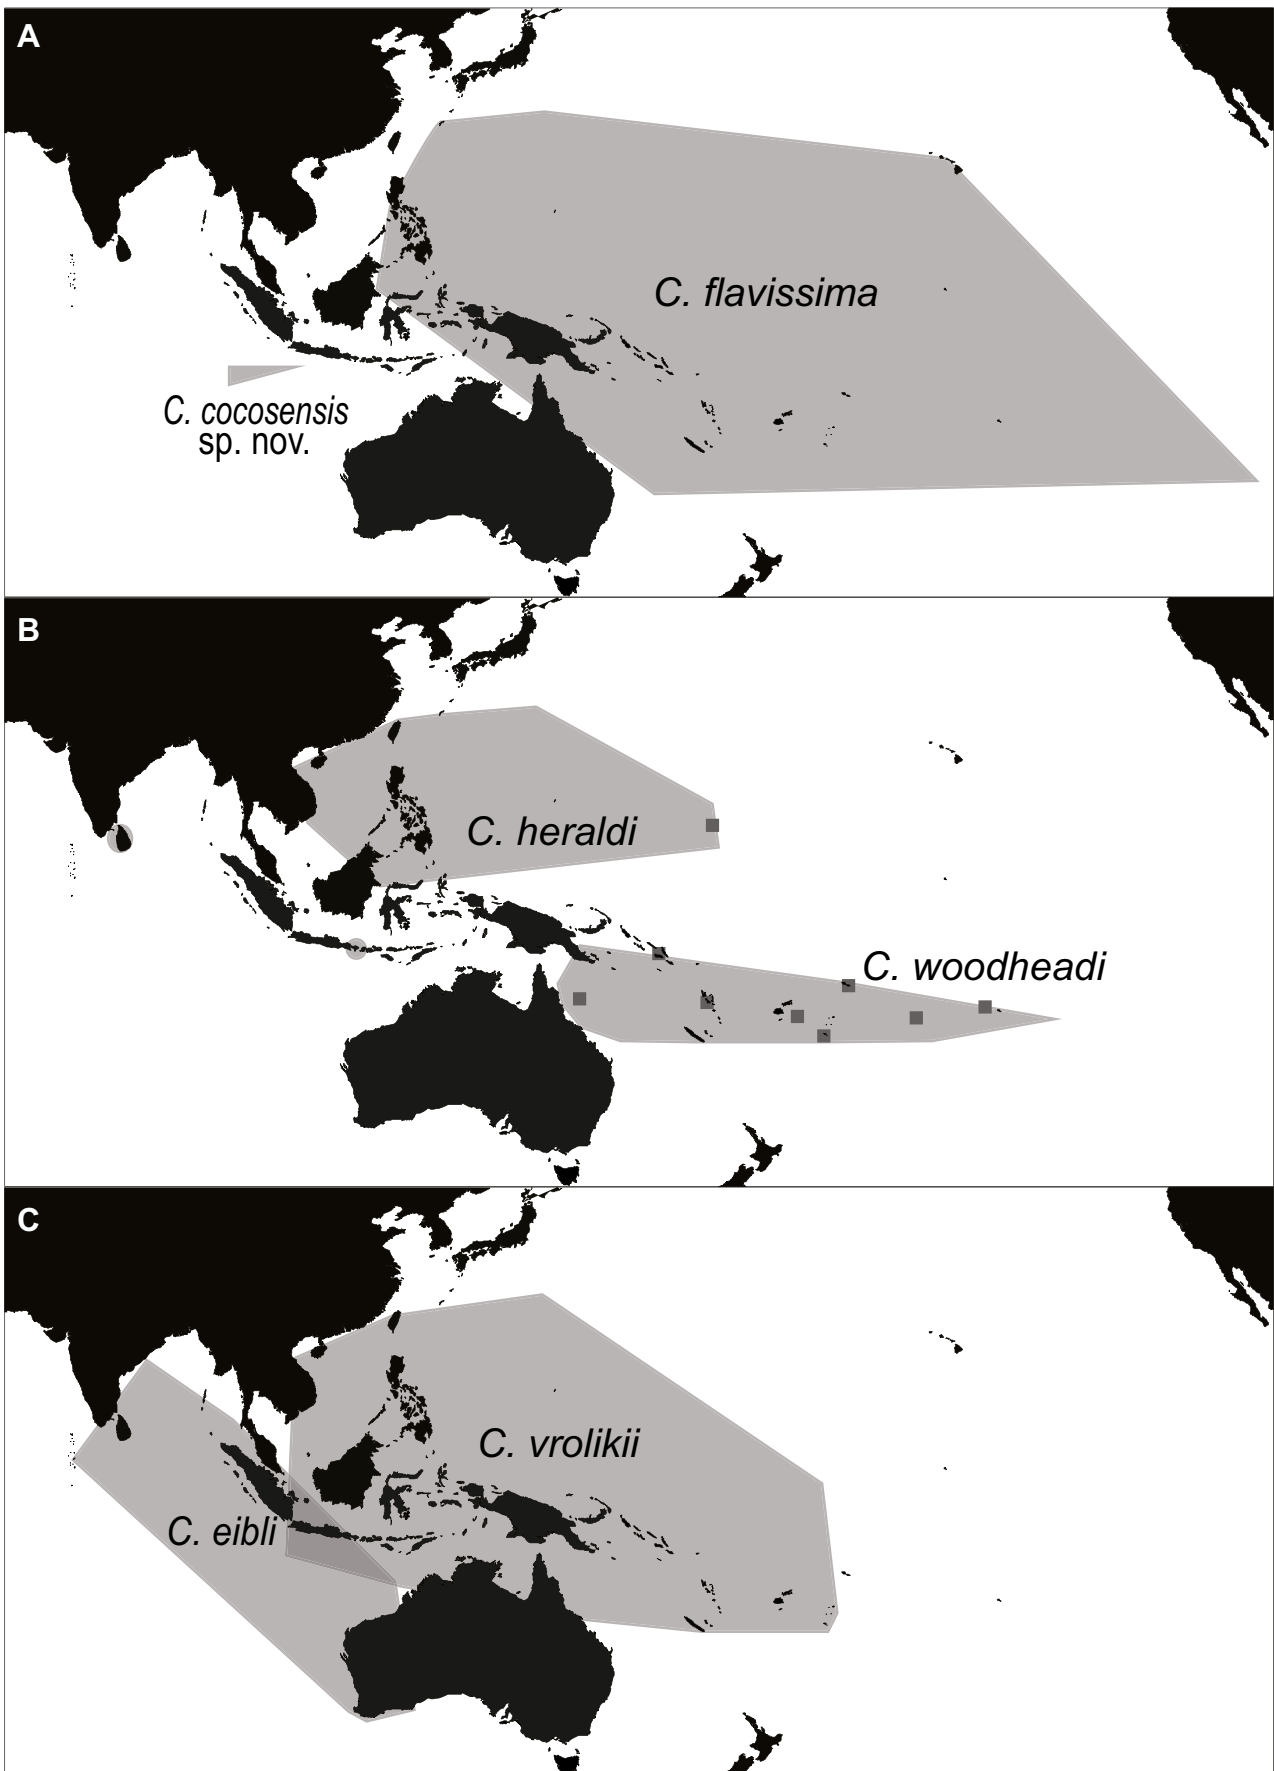 A
C. flavissima
C. cocosensis
sp. nov.
B
C. heraldi
C. woodheadi
C
C. vrolikii
C. eibli